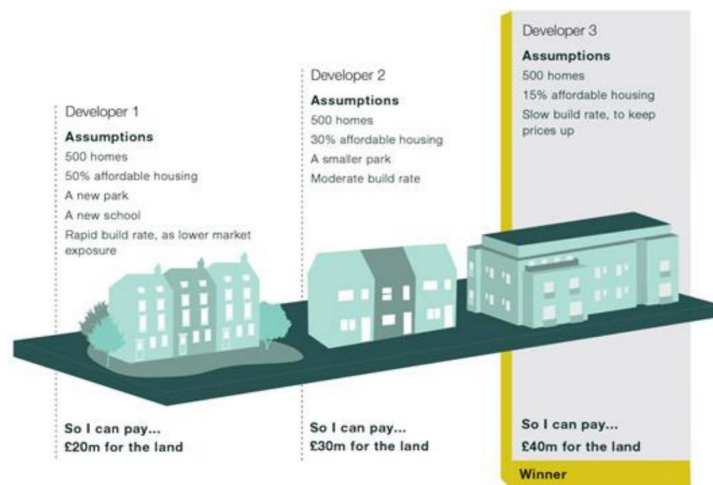 Developer 1
Assumptions
500 homes
50% affordable housing
A new park
A new school
Rapid build rate, as lower market
exposure
So I can pay...
£20m for the land
Developer 2
Assumptions
500 homes
30% affordable housing
A smaller park
Moderate build rate
So I can pay...
£30m for the land
Developer 3
Assumptions
500 homes
15% affordable housing
Slow build rate, to keep
prices up
So I can pay...
£40m for the land
Winner